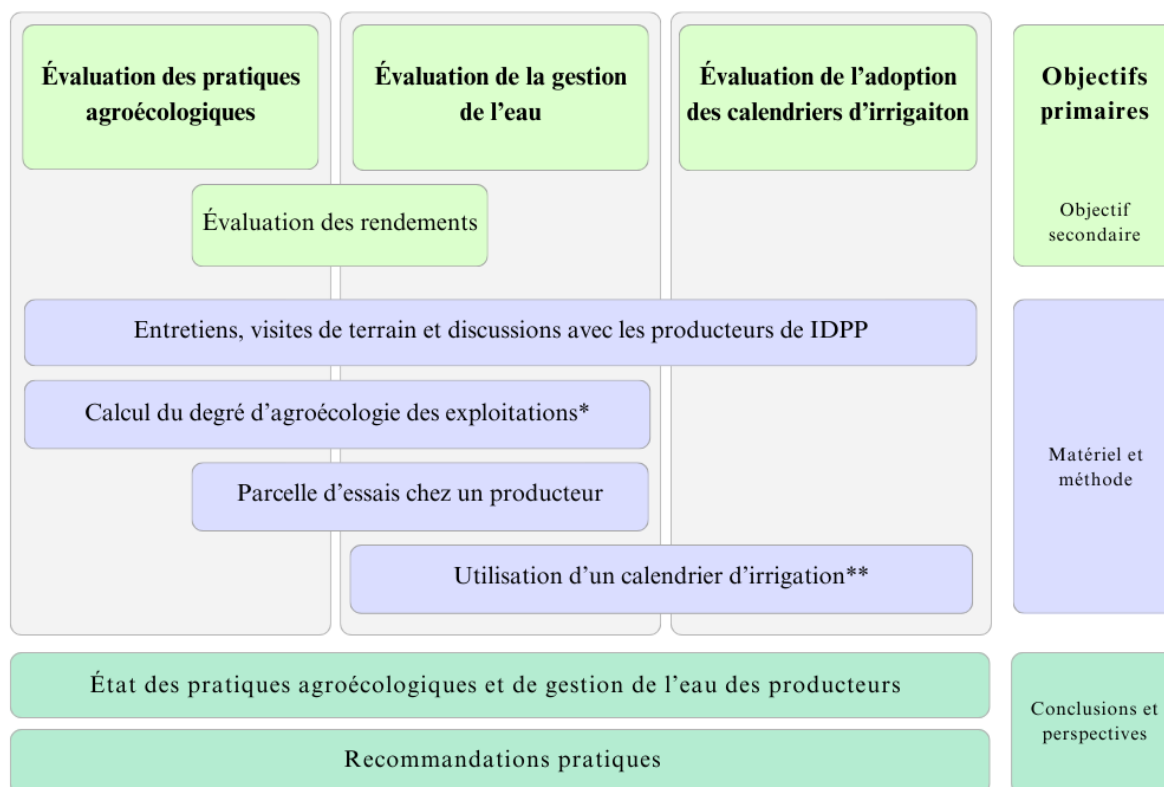 Évaluation des pratiques
agroécologiques
Évaluation de la gestion
de l’eau
Évaluation de l’adoption
des calendriers d’irrigaiton
Objectifs
primaires
Évaluation des rendements
Objectif
secondaire
Entretiens, visites de terrain et discussions avec les producteurs de IDPP
Calcul du degré d’agroécologie des exploitations*
Parcelle d’essais chez un producteur
Utilisation d’un calendrier d’irrigation**
Matériel et
méthode
État des pratiques agroécologiques et de gestion de l’eau des producteurs
Recommandations pratiques
Conclusions et
perspectives